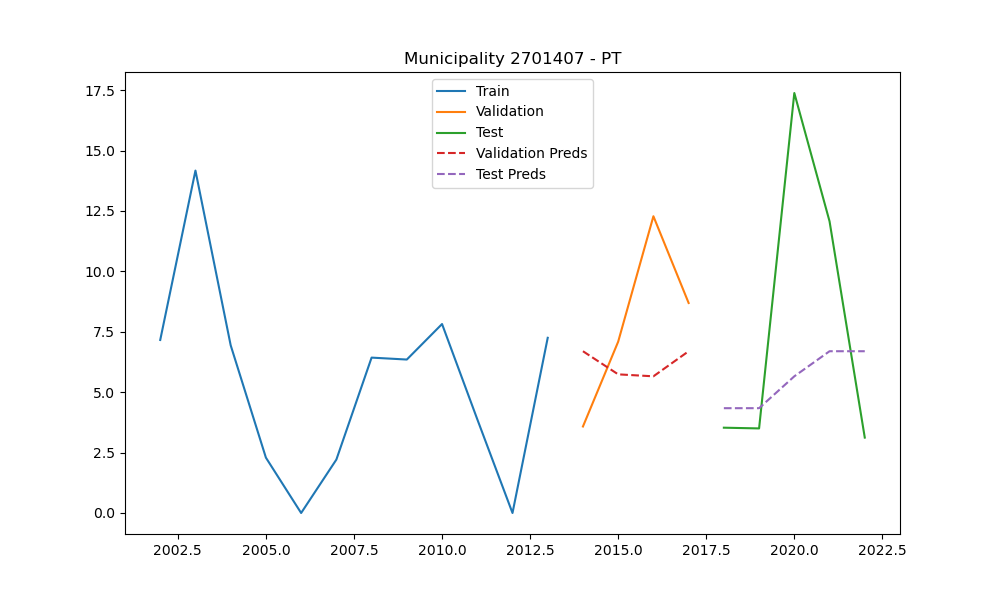 Municipality 2701407 - PT
Train
Validation
Test
Validation Preds
Test Preds
17.5
15.0
12.5
10.0
7.5
5.0
2.5
0.0
2002.5 2005.0 2007.5 2010.0 2012.5 2015.0 2017.5 2020.0 2022.5